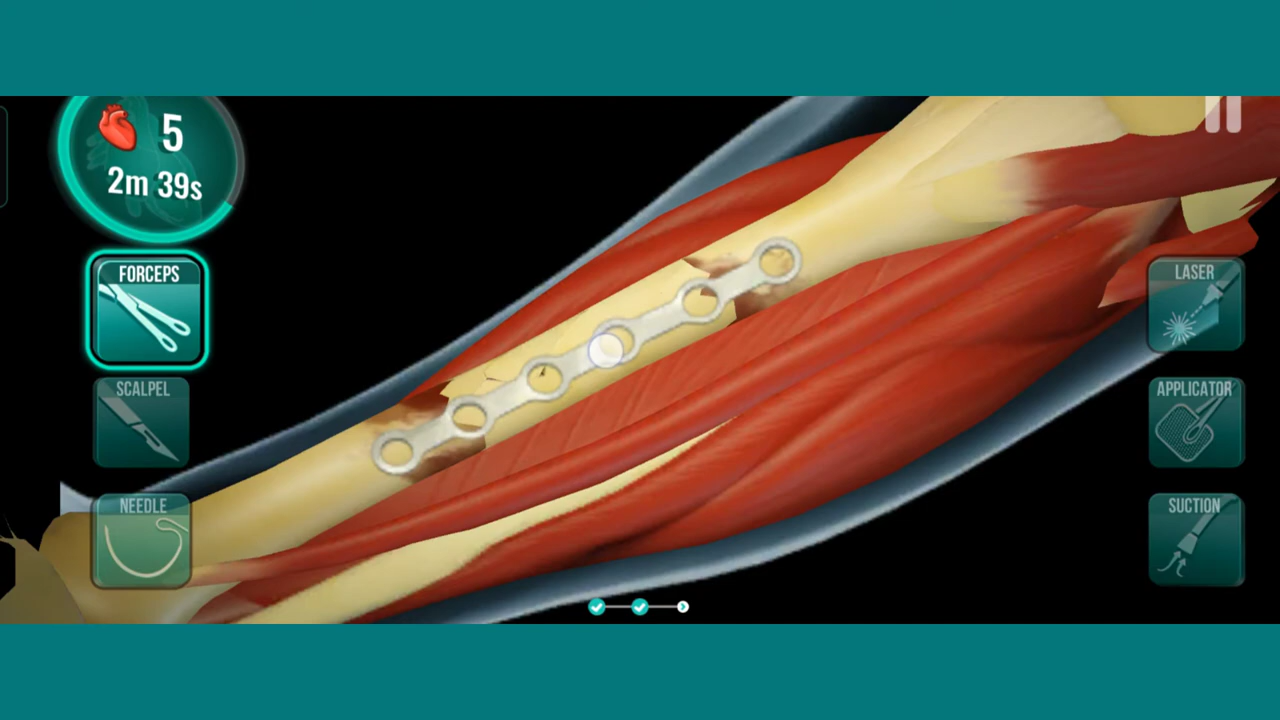 5
2m 39s
FORCEPS
SCALPEL
NEEDLE
LASER
APPLICATOR
SUCTION